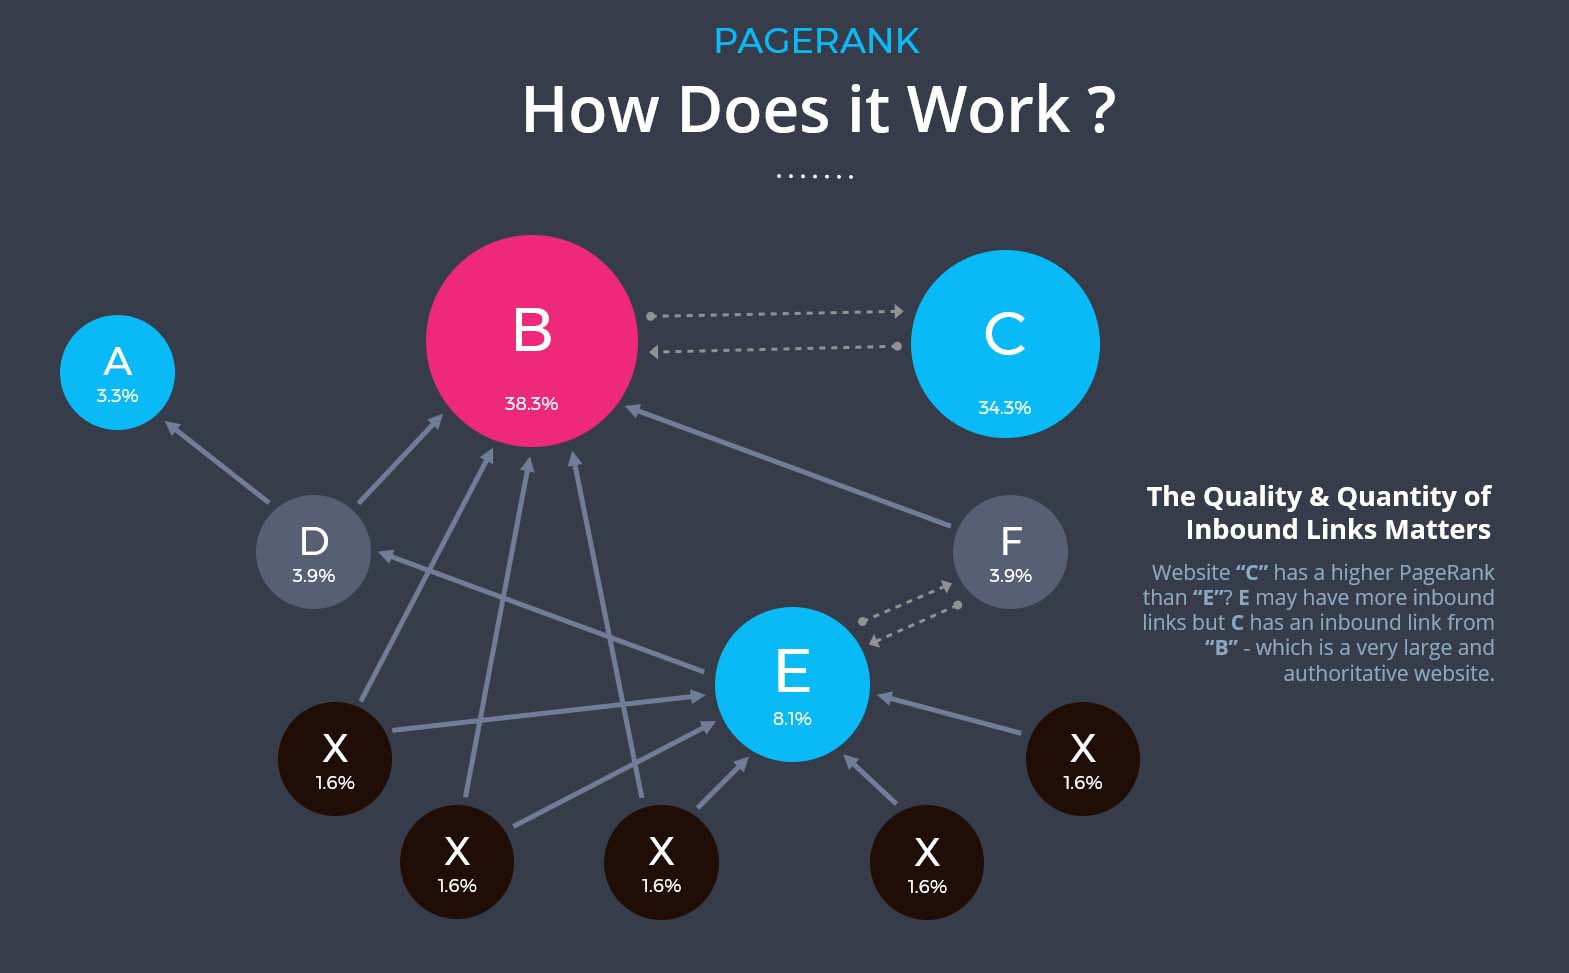 PAGERANK
How Does it Work ?
B
38.3%
C
34.3%
A
3.3%
D
3.9%
F
3.9%
The Quality & Quantity of
Inbound Links Matters
Website “C” has a higher PageRank
than “E”? E may have more inbound
links but C has an inbound link from
“B” - which is a very large and
authoritative website.
E
8.1%
X
1.6%
X
1.6%
X
1.6%
X
1.6%
X
1.6%